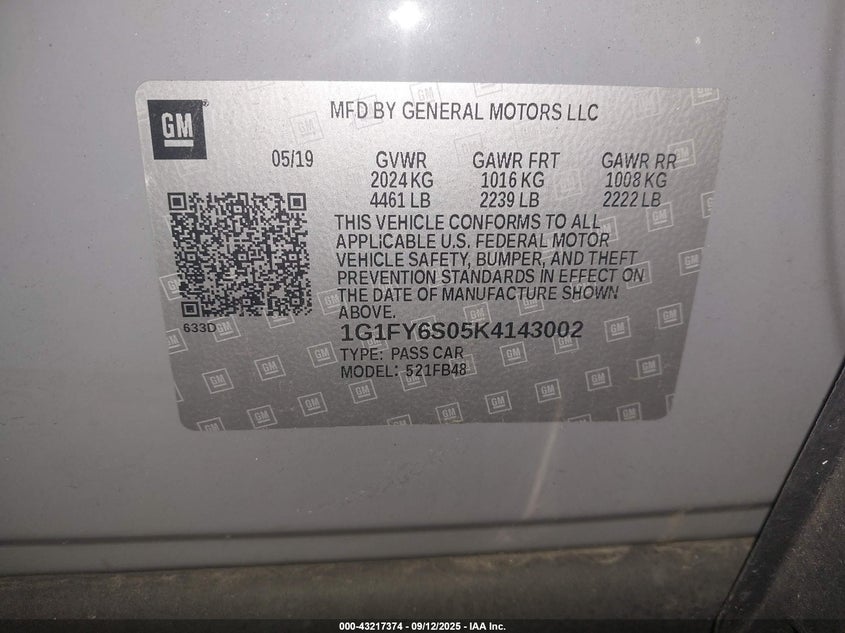 GM
MFD BY GENERAL MOTORS LLC
05/19 GVWR GAWR FRT GAWR RR
2024 KG 1016 KG 1008 KG
4461 LB 2239 LB 2222 LB
THIS VEHICLE CONFORMS TO ALL
APPLICABLE U.S. FEDERAL MOTOR
VEHICLE SAFETY, BUMPER, AND THEFT
PREVENTION STANDARDS IN EFFECT ON
THE DATE OF MANUFACTURE SHOWN
ABOVE.
633D
1G1FY6S05K4143002
TYPE: PASS CAR
MODEL: 521FB48
000-43217374 - 09/12/2025 - IAA Inc.